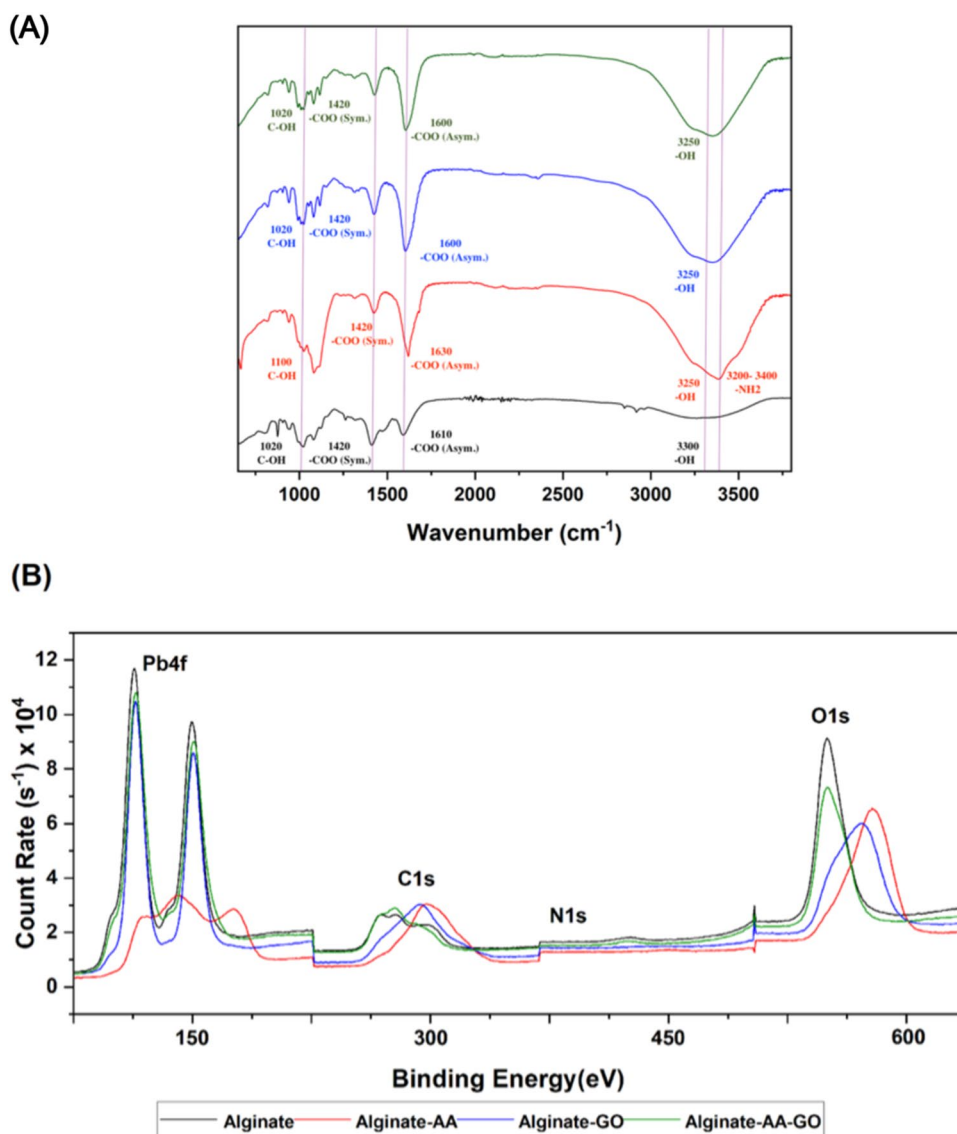 (A)
1020
C-OH
1420
-COO (Sym.)
1600
-COO (Asym.)
3250
-OH
1020
C-OH
1420
-COO (Sym.)
1600
-COO (Asym.)
3250
-OH
1100
C-OH
1420
-COO (Sym.)
1630
-COO (Asym.)
3250
-OH
3200- 3400
-NH2
1020
C-OH
1420
-COO (Sym.)
1610
-COO (Asym.)
3300
-OH
1000 1500 2000 2500 3000 3500
Wavenumber (cm⁻¹)
(B)
Count Rate (s⁻¹) x 10⁴
12
10
8
6
4
2
0
Pb4f
C1s
N1s
O1s
150 300 450 600
Binding Energy(eV)
Alginate Alginate-AA Alginate-GO Alginate-AA-GO